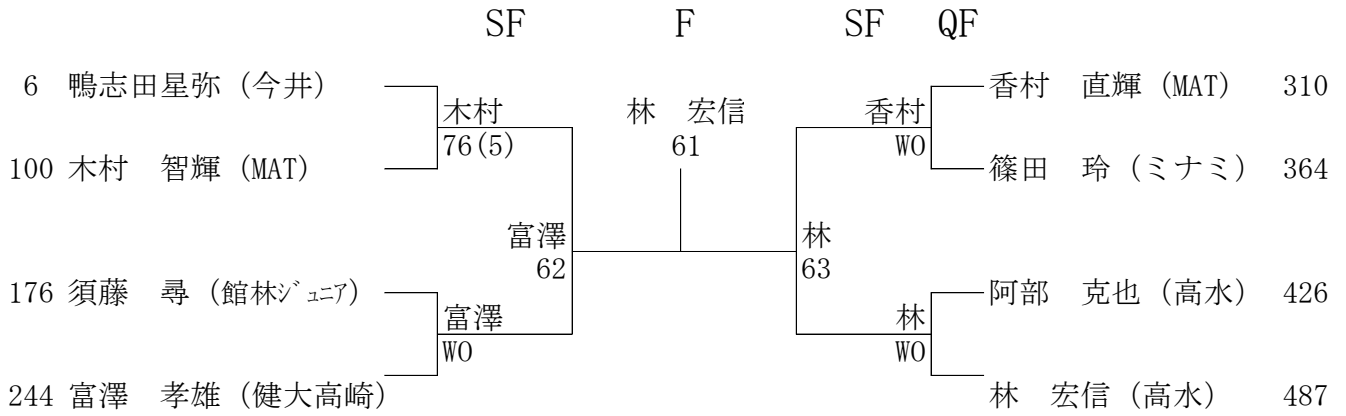 SF F SF QF
6 鴨志田星弥 (今井) 香村 直輝 (MAT) 310
木村 林 宏信 香村
76(5) 61 WO
100 木村 智輝 (MAT) 篠田 玲 (ミナミ) 364
富澤 林
62 63
176 須藤 尋 (館林ジュニア) 阿部 克也 (高水) 426
富澤 林
WO WO
244 富澤 孝雄 (健大高崎) 林 宏信 (高水) 487